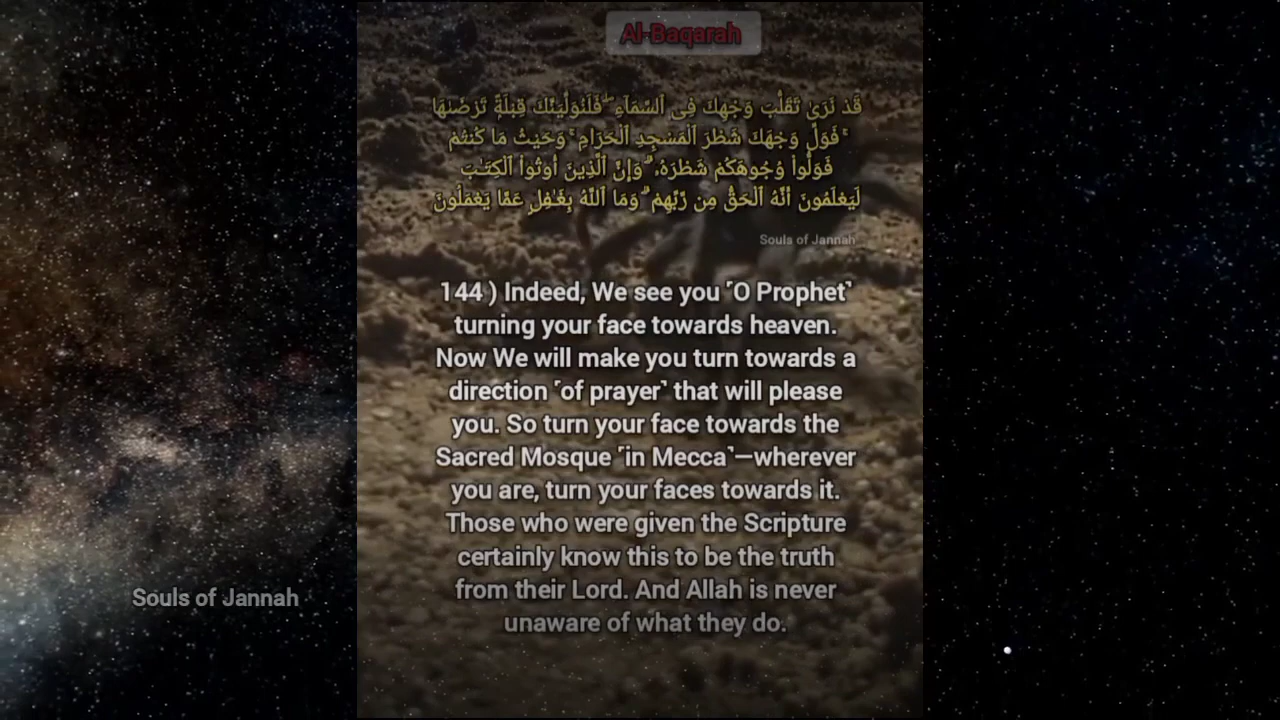 Al-Baqarah
قَدْ نَرَىٰ تَقَلُّبَ وَجْهِكَ فِى ٱلسَّمَآءِ ۖ فَلَنُوَلِّيَنَّكَ قِبْلَةً تَرْضَىٰهَا
ۚ فَوَلِّ وَجْهَكَ شَطْرَ ٱلْمَسْجِدِ ٱلْحَرَامِ ۚ وَحَيْثُ مَا كُنتُمْ
فَوَلُّوا۟ وُجُوهَكُمْ شَطْرَهُۥ ۗ وَإِنَّ ٱلَّذِينَ أُوتُوا۟ ٱلْكِتَـٰبَ
لَيَعْلَمُونَ أَنَّهُ ٱلْحَقُّ مِن رَّبِّهِمْ ۗ وَمَا ٱللَّهُ بِغَـٰفِلٍ عَمَّا يَعْمَلُونَ
Souls of Jannah
144 ) Indeed, We see you ˹O Prophet˺
turning your face towards heaven.
Now We will make you turn towards a
direction ˹of prayer˺ that will please
you. So turn your face towards the
Sacred Mosque ˹in Mecca˺—wherever
you are, turn your faces towards it.
Those who were given the Scripture
certainly know this to be the truth
from their Lord. And Allah is never
unaware of what they do.
Souls of Jannah